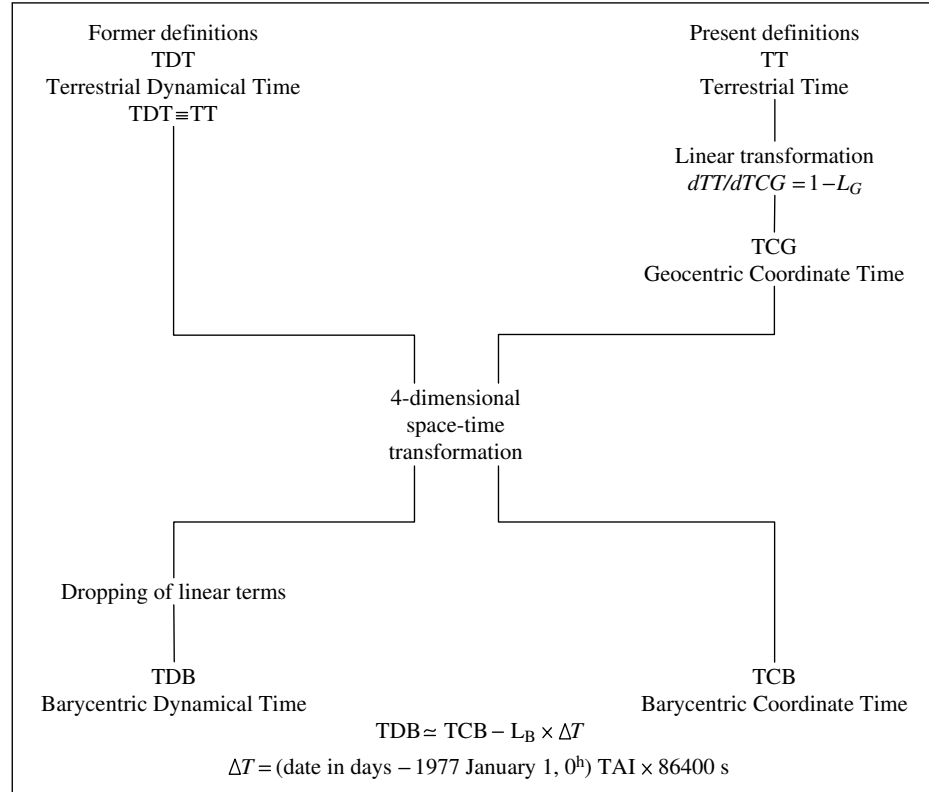 Former definitions
TDT
Terrestrial Dynamical Time
TDT≡TT
Present definitions
TT
Terrestrial Time
Linear transformation
dTT/dTCG = 1−L_G
TCG
Geocentric Coordinate Time
4-dimensional
space-time
transformation
Dropping of linear terms
TDB
Barycentric Dynamical Time
TCB
Barycentric Coordinate Time
TDB ≃ TCB − L_B × ΔT
ΔT = (date in days − 1977 January 1, 0^h) TAI × 86400 s